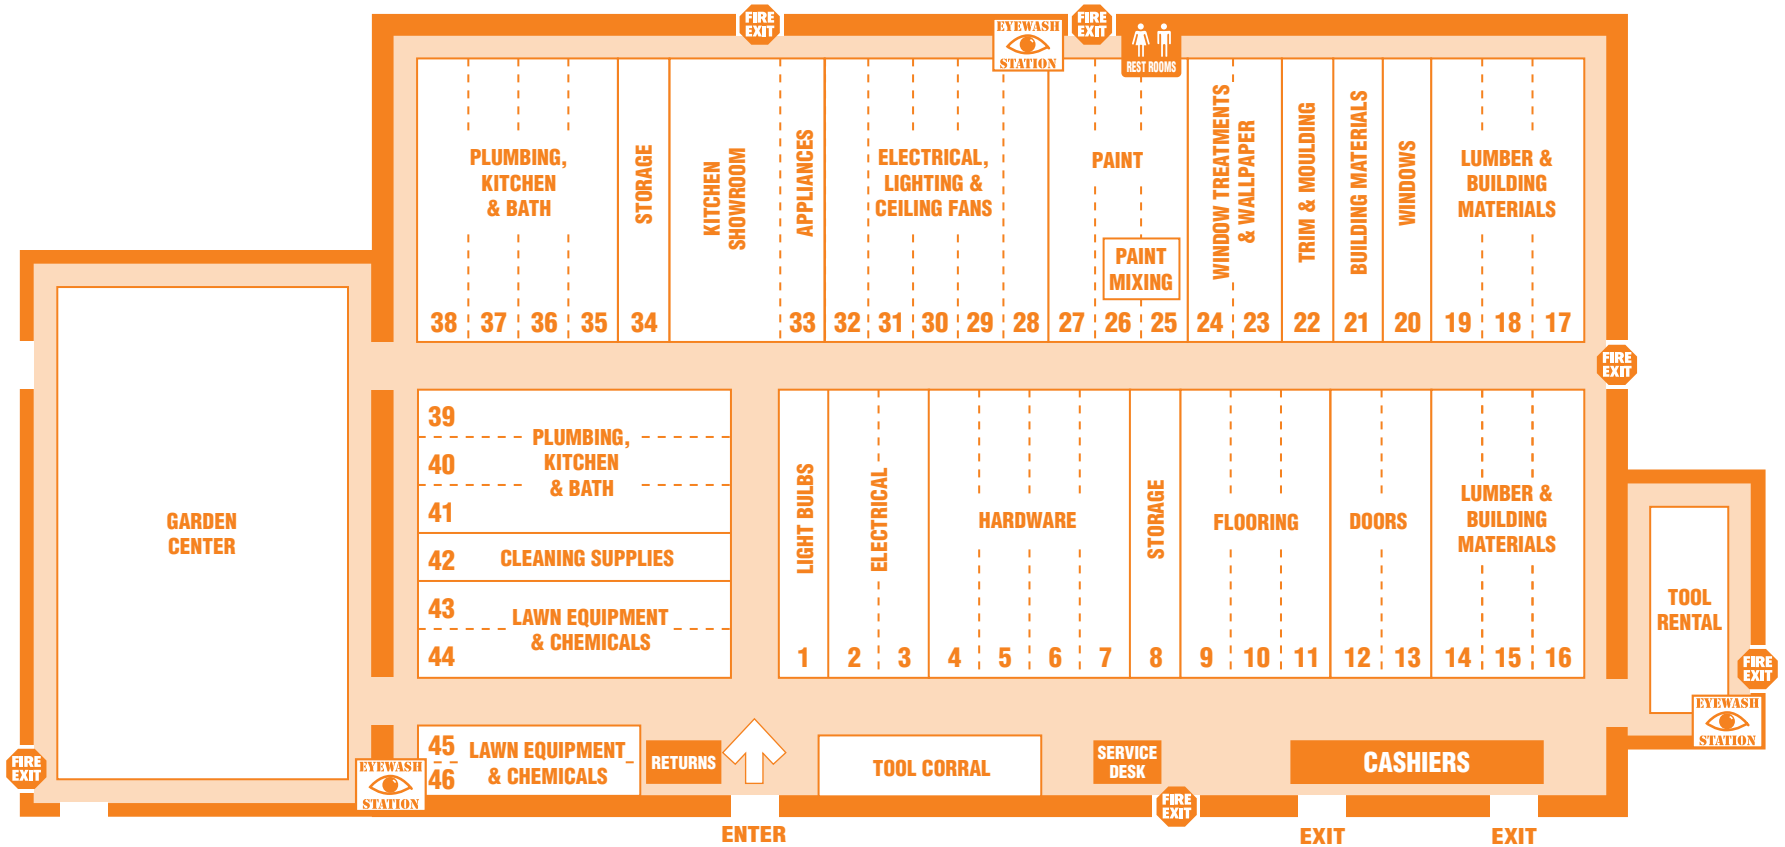 FIRE
EXIT
EYEWASH
STATION
FIRE
EXIT
REST ROOMS
PLUMBING,
KITCHEN
& BATH
STORAGE
KITCHEN
SHOWROOM
APPLIANCES
ELECTRICAL,
LIGHTING &
CEILING FANS
PAINT
PAINT
MIXING
WINDOW TREATMENTS
& WALLPAPER
TRIM & MOULDING
BUILDING MATERIALS
WINDOWS
LUMBER &
BUILDING
MATERIALS
38 37 36 35 34 33 32 31 30 29 28 27 26 25 24 23 22 21 20 19 18 17
FIRE
EXIT
39
40
41
PLUMBING,
KITCHEN
& BATH
42 CLEANING SUPPLIES
43
44
LAWN EQUIPMENT
& CHEMICALS
GARDEN
CENTER
LIGHT BULBS
ELECTRICAL
HARDWARE
STORAGE
FLOORING
DOORS
LUMBER &
BUILDING
MATERIALS
1 2 3 4 5 6 7 8 9 10 11 12 13 14 15 16
TOOL
RENTAL
FIRE
EXIT
EYEWASH
STATION
FIRE
EXIT
EYEWASH
STATION
45
46
LAWN EQUIPMENT
& CHEMICALS
RETURNS
TOOL CORRAL
SERVICE
DESK
CASHIERS
FIRE
EXIT
ENTER
EXIT
EXIT